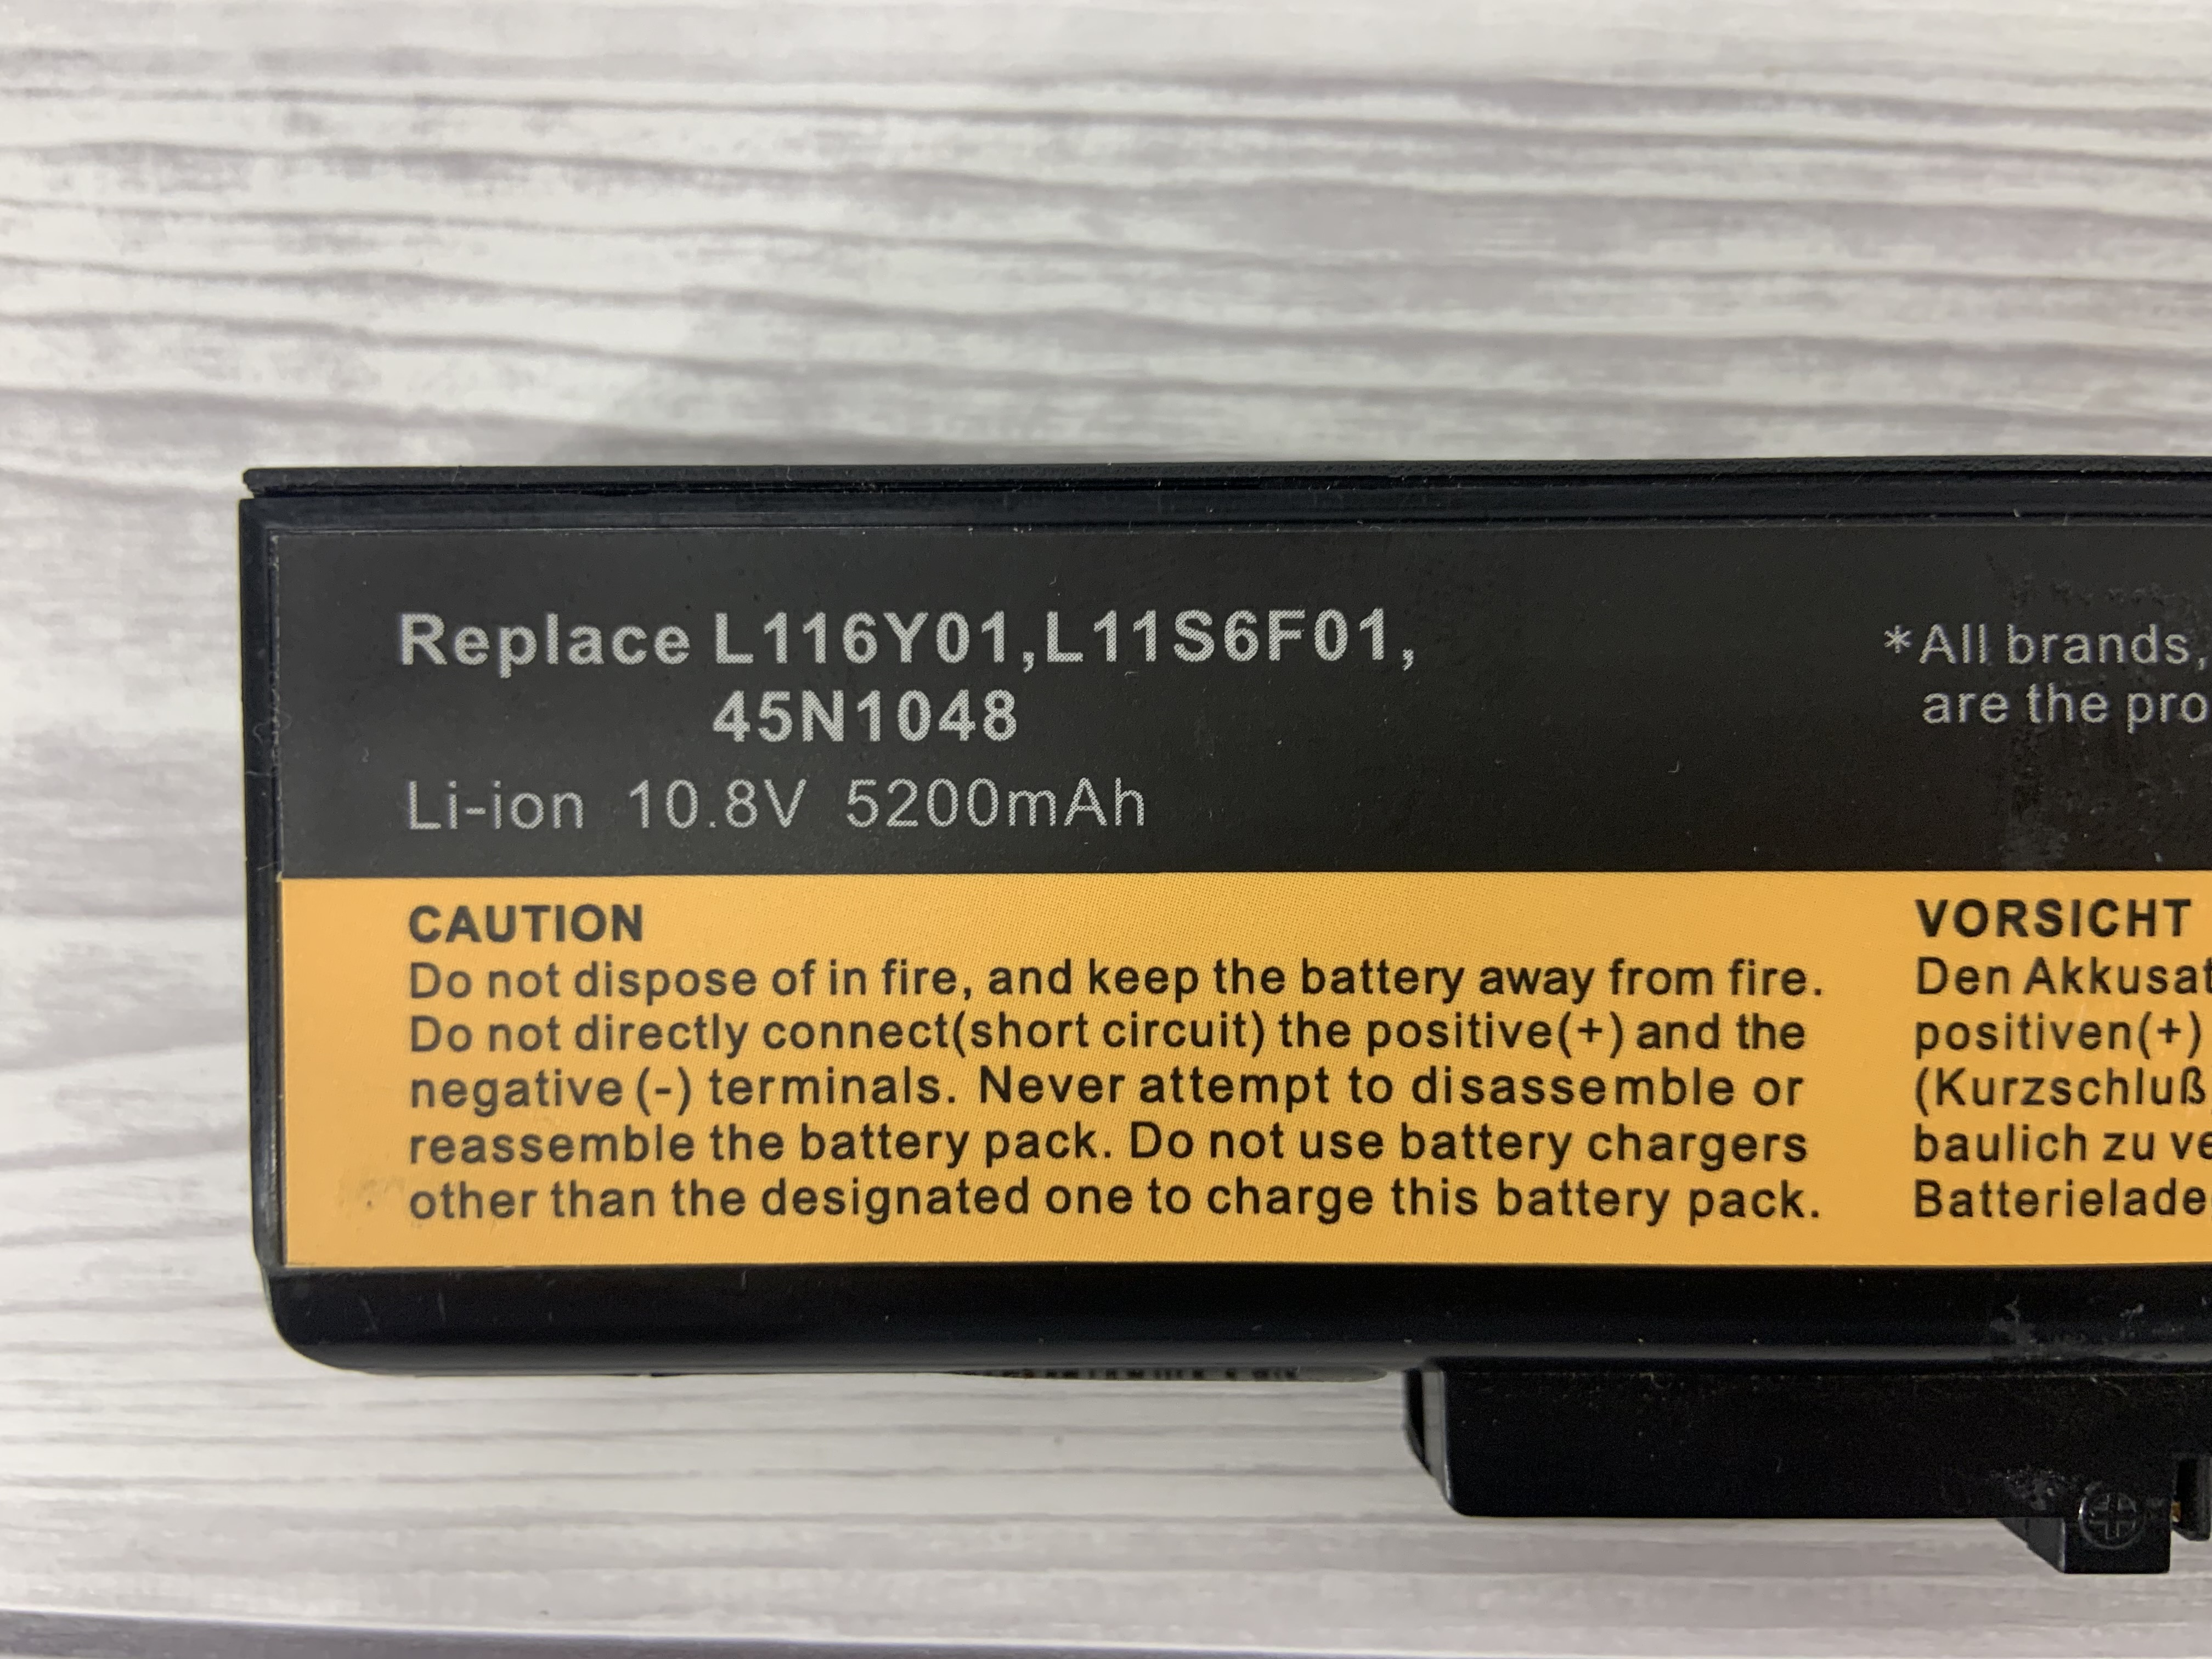 Replace L116Y01,L11S6F01,
45N1048
Li-ion 10.8V 5200mAh
*All brands,
are the pro
CAUTION
Do not dispose of in fire, and keep the battery away from fire.
Do not directly connect(short circuit) the positive(+) and the
negative (-) terminals. Never attempt to disassemble or
reassemble the battery pack. Do not use battery chargers
other than the designated one to charge this battery pack.
VORSICHT
Den Akkusat
positiven(+)
(Kurzschluß
baulich zu ve
Batterielade